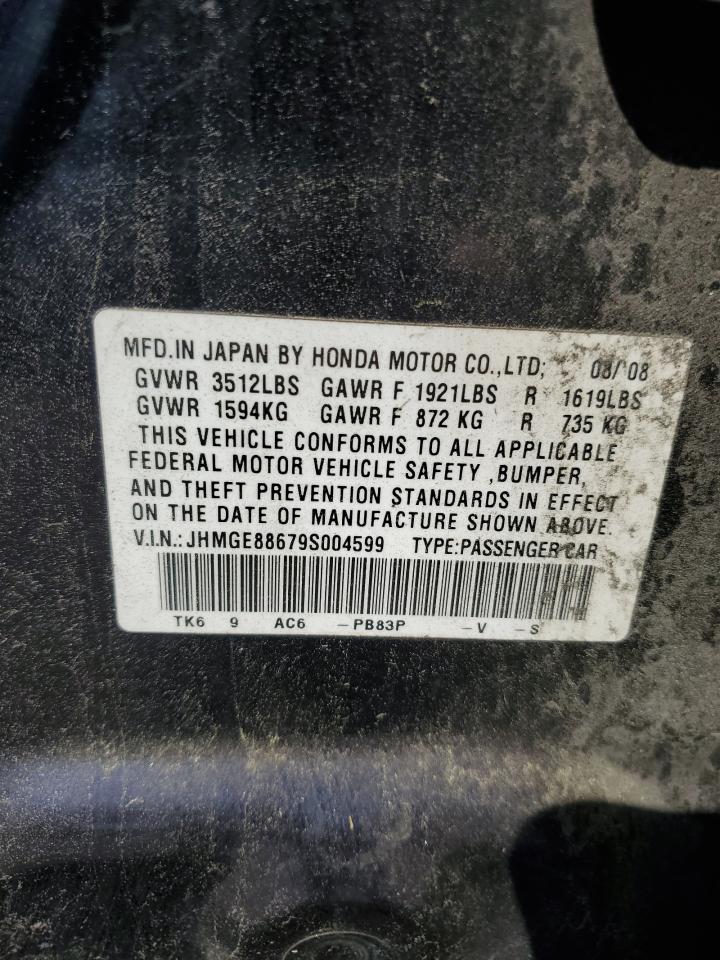 MFD.IN JAPAN BY HONDA MOTOR CO.,LTD; 08/'08
GVWR 3512LBS GAWR F 1921LBS R 1619LBS
GVWR 1594KG GAWR F 872 KG R 735 KG
THIS VEHICLE CONFORMS TO ALL APPLICABLE
FEDERAL MOTOR VEHICLE SAFETY ,BUMPER,
AND THEFT PREVENTION STANDARDS IN EFFECT
ON THE DATE OF MANUFACTURE SHOWN ABOVE.
V.I.N.: JHMGE88679S004599 TYPE:PASSENGER CAR
TK6 9 AC6 -PB83P -V -S